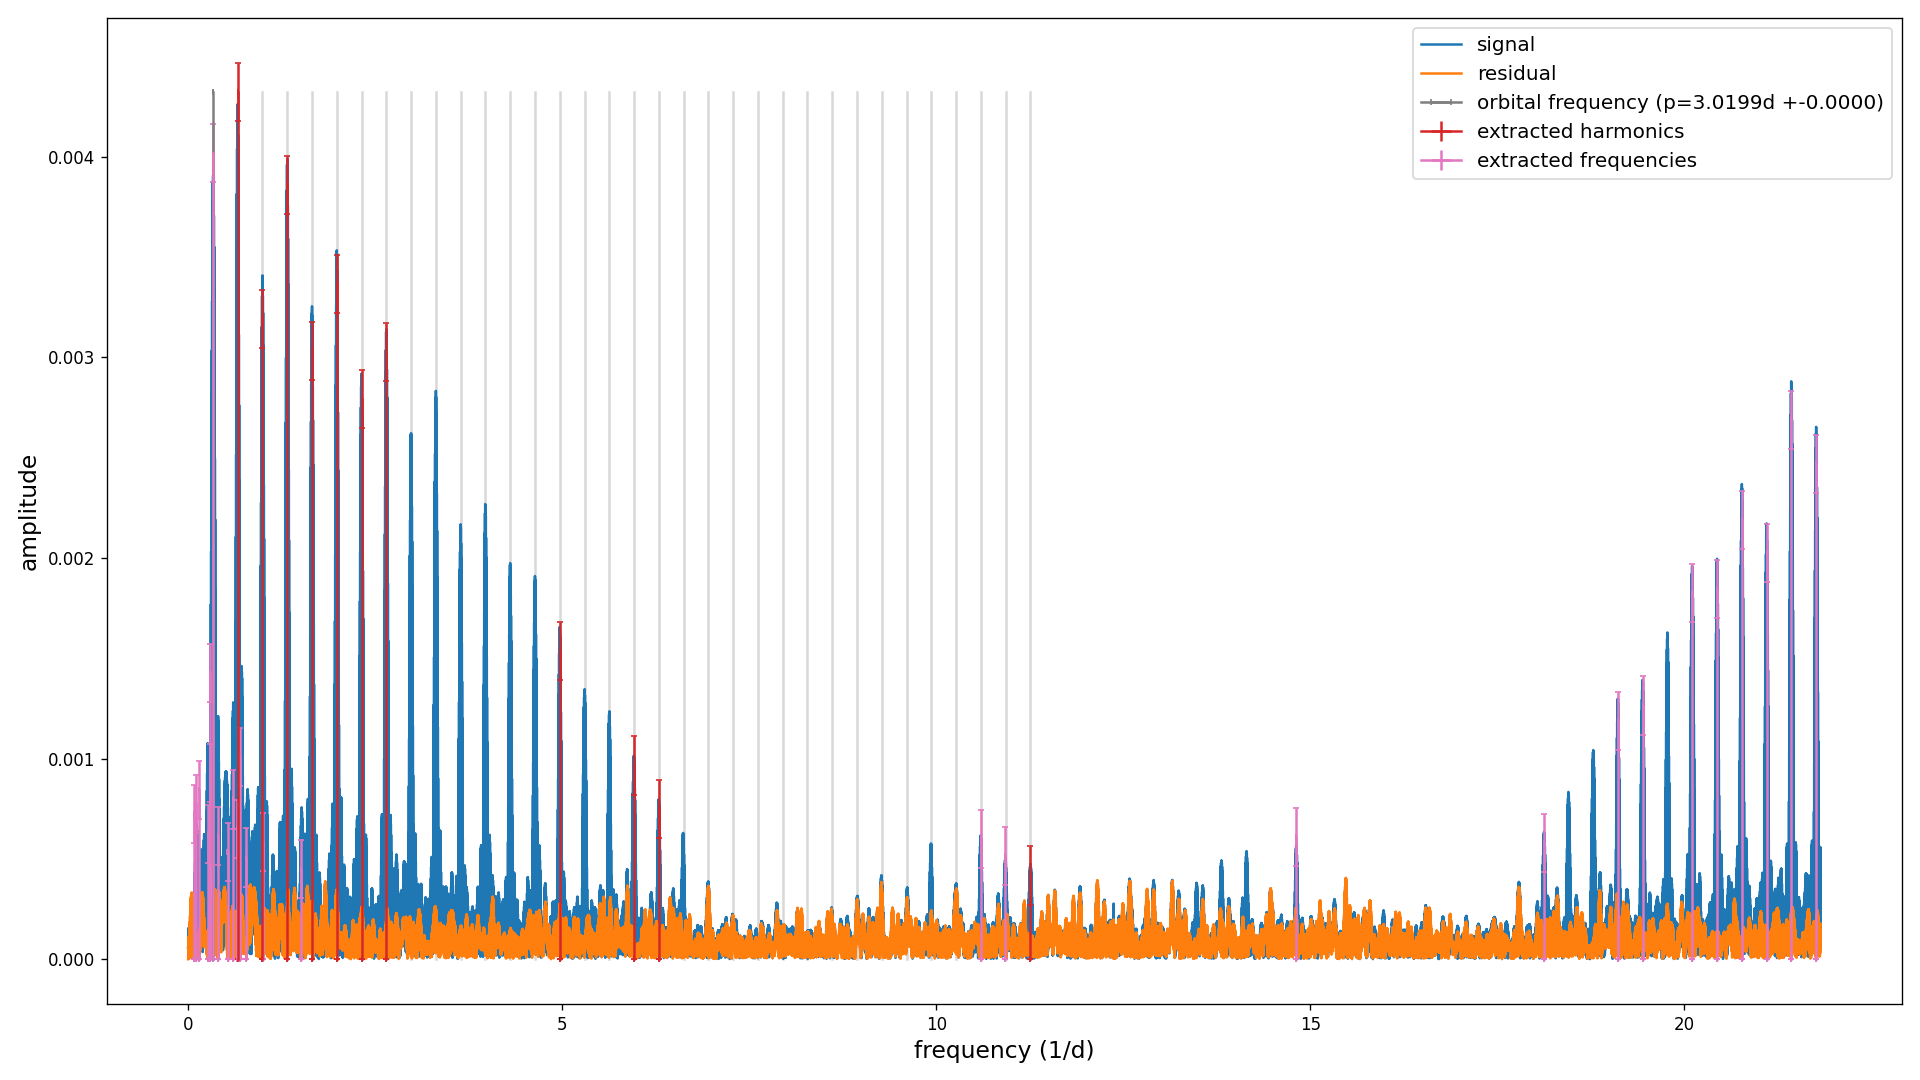 signal
residual
orbital frequency (p=3.0199d +-0.0000)
extracted harmonics
extracted frequencies
amplitude
0.004
0.003
0.002
0.001
0.000
0
5
10
15
20
frequency (1/d)